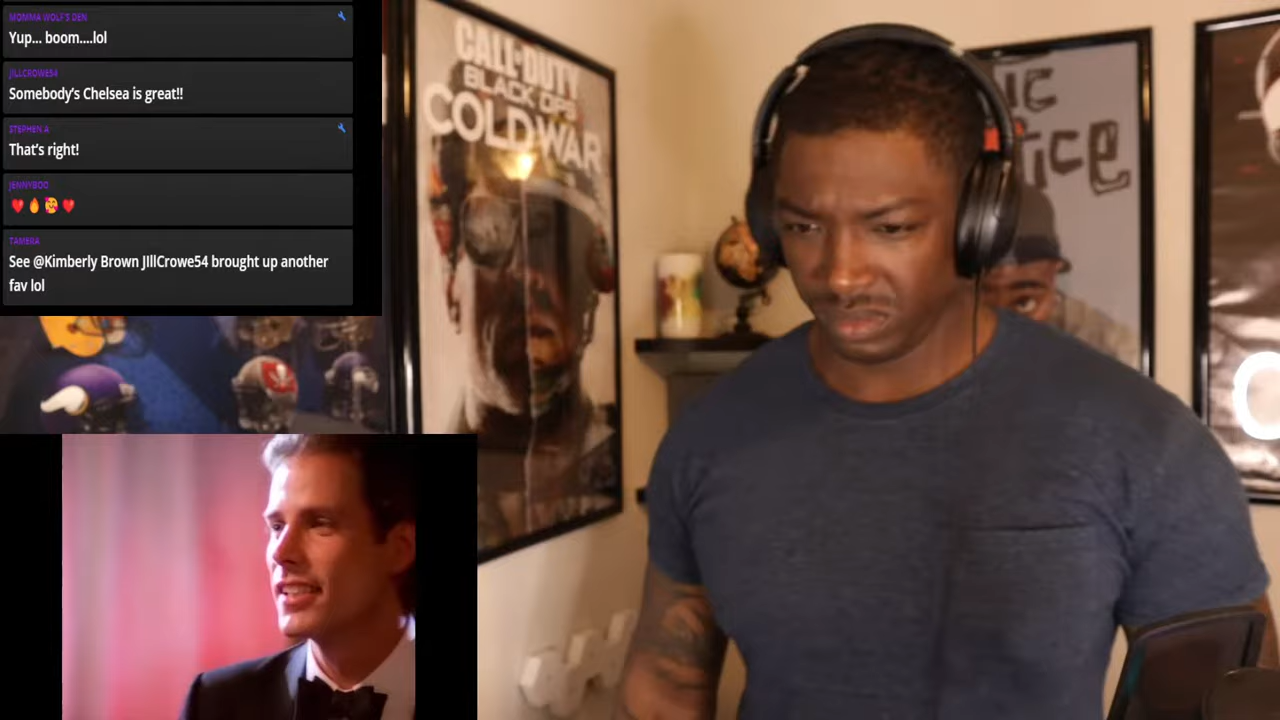 MOMMA WOLF'S DEN
Yup... boom....lol
JILLCROWE54
Somebody's Chelsea is great!!
STEPHEN A
That's right!
JENNYBOO
TAMERA
See @Kimberly Brown JIllCrowe54 brought up another
fav lol
CALL OF DUTY
BLACK OPS
COLD WAR